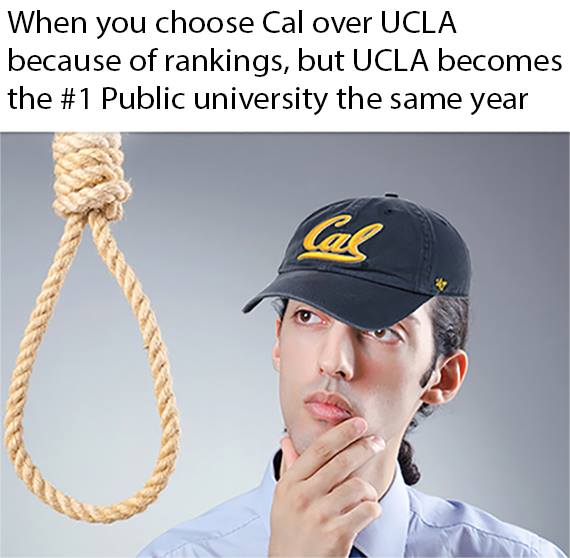 When you choose Cal over UCLA
because of rankings, but UCLA becomes
the #1 Public university the same year
Cal